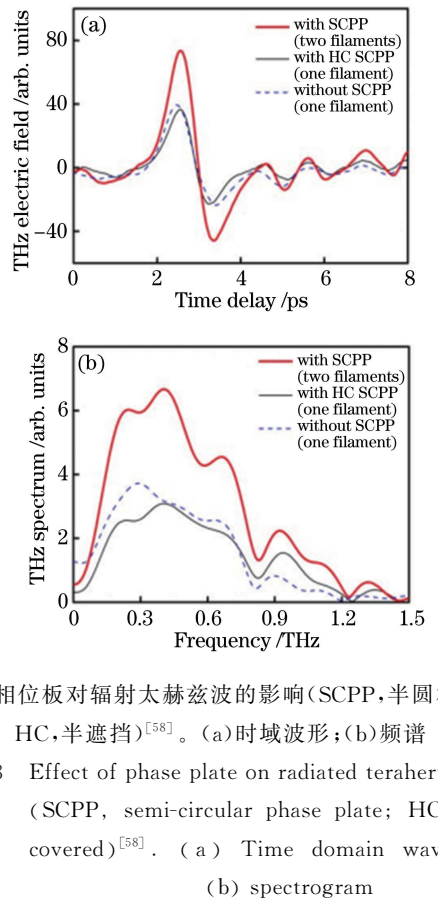 (a)
with SCPP
(two filaments)
with HC SCPP
(one filament)
without SCPP
(one filament)
THz electric field /arb. units
80
40
0
−40
0 2 4 6 8
Time delay /ps
(b)
with SCPP
(two filaments)
with HC SCPP
(one filament)
without SCPP
(one filament)
THz spectrum /arb. units
8
6
4
2
0
0 0.3 0.6 0.9 1.2 1.5
Frequency /THz
相位板对辐射太赫兹波的影响(SCPP,半圆
HC,半遮挡)[58]。(a)时域波形;(b)频谱
Effect of phase plate on radiated terahert
(SCPP, semi-circular phase plate; HC
covered)[58]. (a) Time domain wav
(b) spectrogram